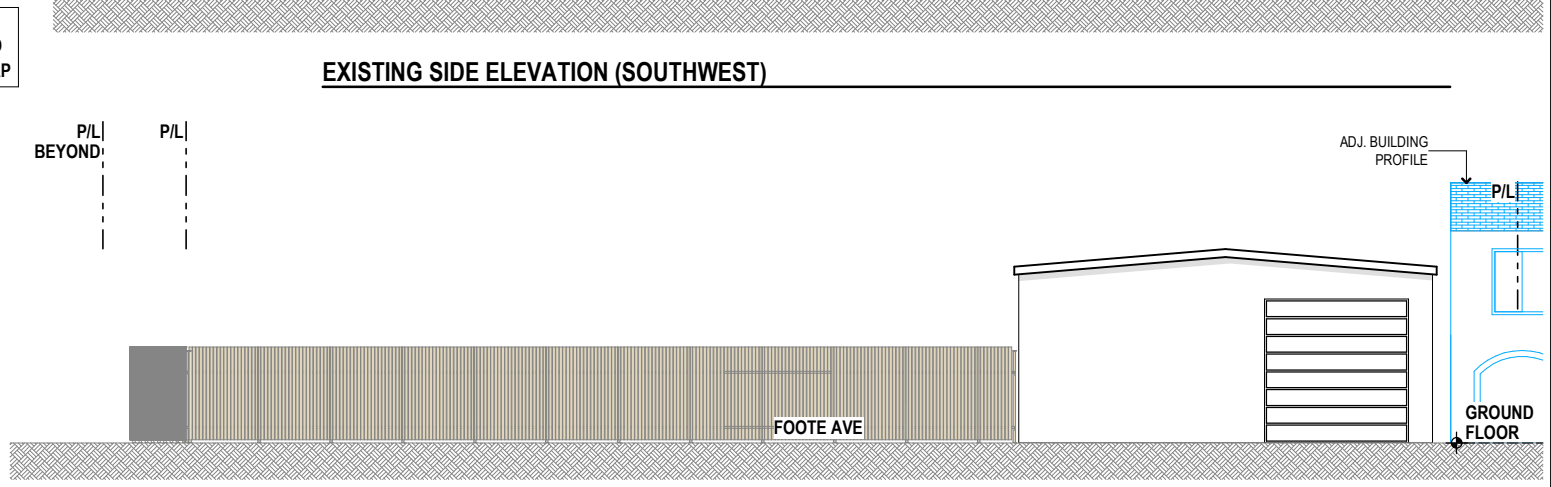 EXISTING SIDE ELEVATION (SOUTHWEST)
P/L
BEYOND
P/L
ADJ. BUILDING
PROFILE
P/L
FOOTE AVE
GROUND
FLOOR